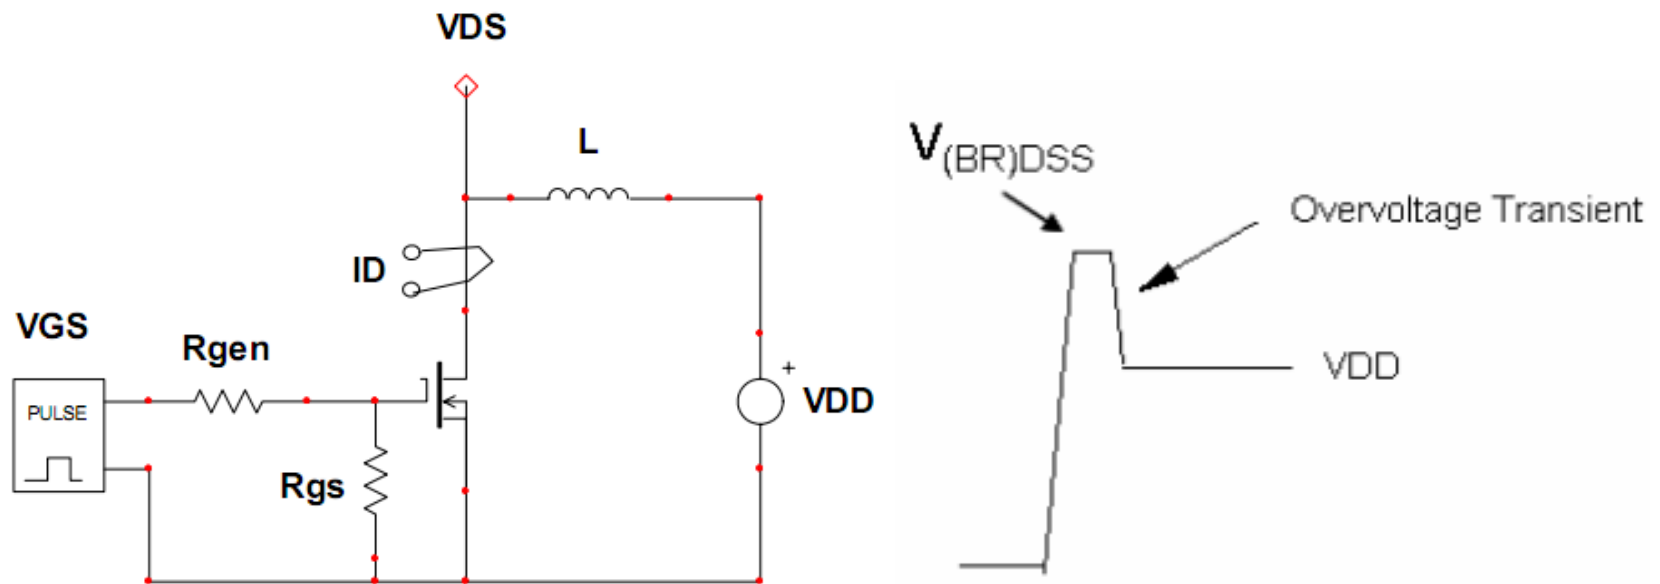 VDS
L
ID
VGS
Rgen
PULSE
Rgs
+
VDD
V(BR)DSS
Overvoltage Transient
VDD